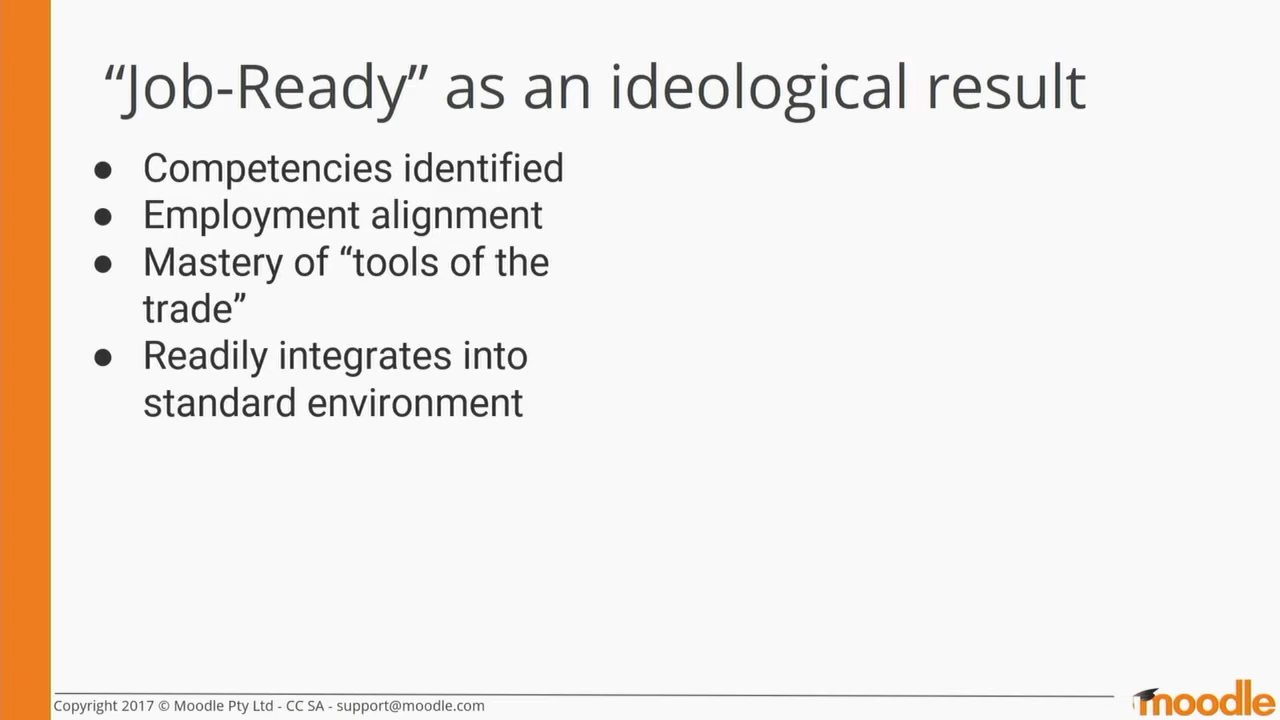 “Job-Ready” as an ideological result
● Competencies identified
● Employment alignment
● Mastery of “tools of the
trade”
● Readily integrates into
standard environment
Copyright 2017 © Moodle Pty Ltd - CC SA - support@moodle.com
moodle